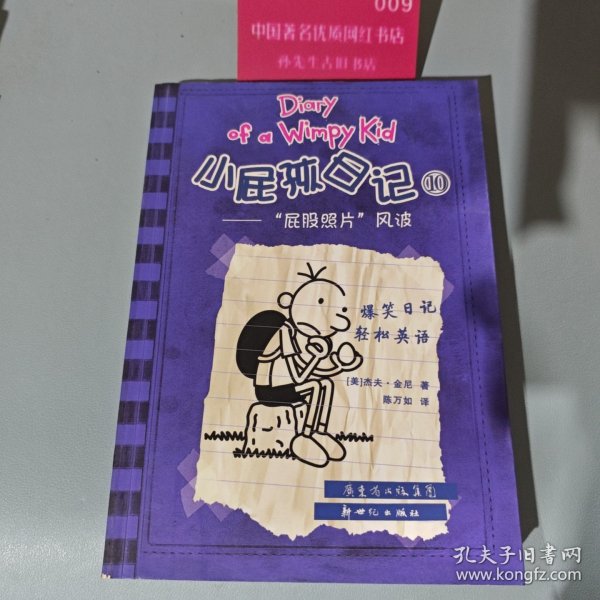 009
中国著名优质网红书店
孙先生古旧书店
Diary
of a Wimpy Kid
小屁孩日记⑩
——“屁股照片”风波
爆笑日记
轻松英语
[美]杰夫·金尼 著
陈万如 译
广东省出版集团
新世纪出版社
孔夫子旧书网
www.kongfz.com